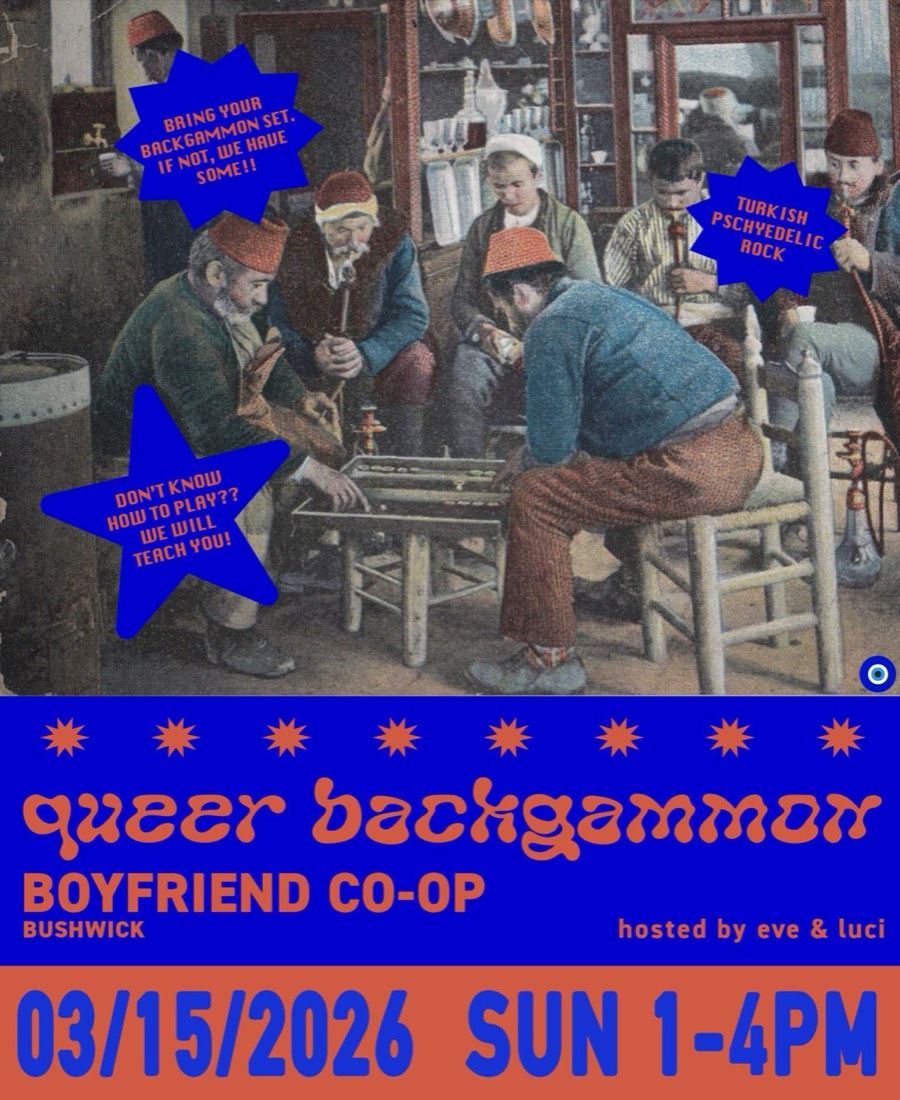 BRING YOUR
BACKGAMMON SET.
IF NOT, WE HAVE
SOME!!
TURKISH
PSCHYEDELIC
ROCK
DON'T KNOW
HOW TO PLAY??
WE WILL
TEACH YOU!
queer backgammon
BOYFRIEND CO-OP
BUSHWICK
hosted by eve & luci
03/15/2026 SUN 1-4PM